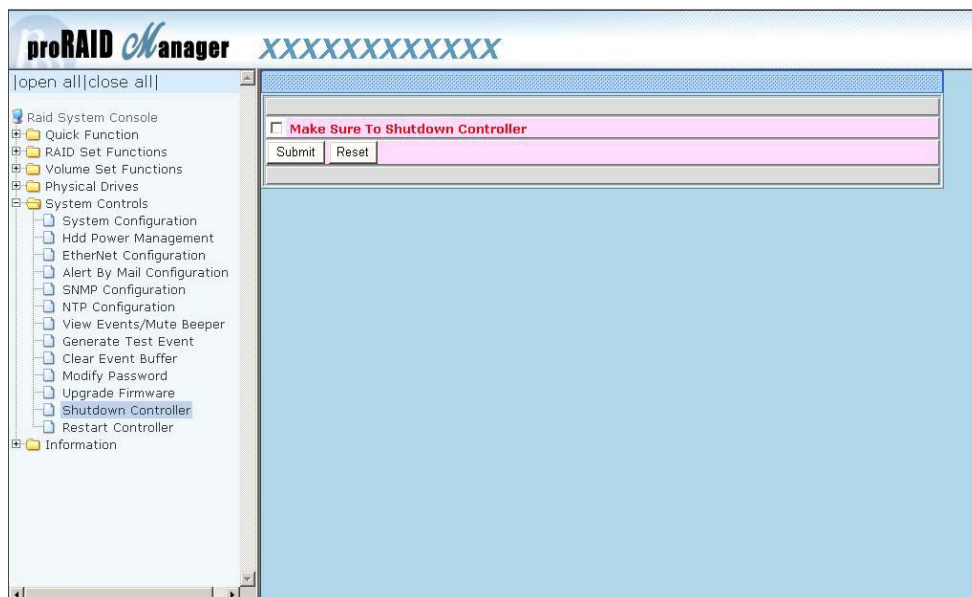 proRAID Manager XXXXXXXXXXXX
|open all|close all|
Raid System Console
Quick Function
RAID Set Functions
Volume Set Functions
Physical Drives
System Controls
System Configuration
Hdd Power Management
EtherNet Configuration
Alert By Mail Configuration
SNMP Configuration
NTP Configuration
View Events/Mute Beeper
Generate Test Event
Clear Event Buffer
Modify Password
Upgrade Firmware
Shutdown Controller
Restart Controller
Information
Make Sure To Shutdown Controller
Submit Reset